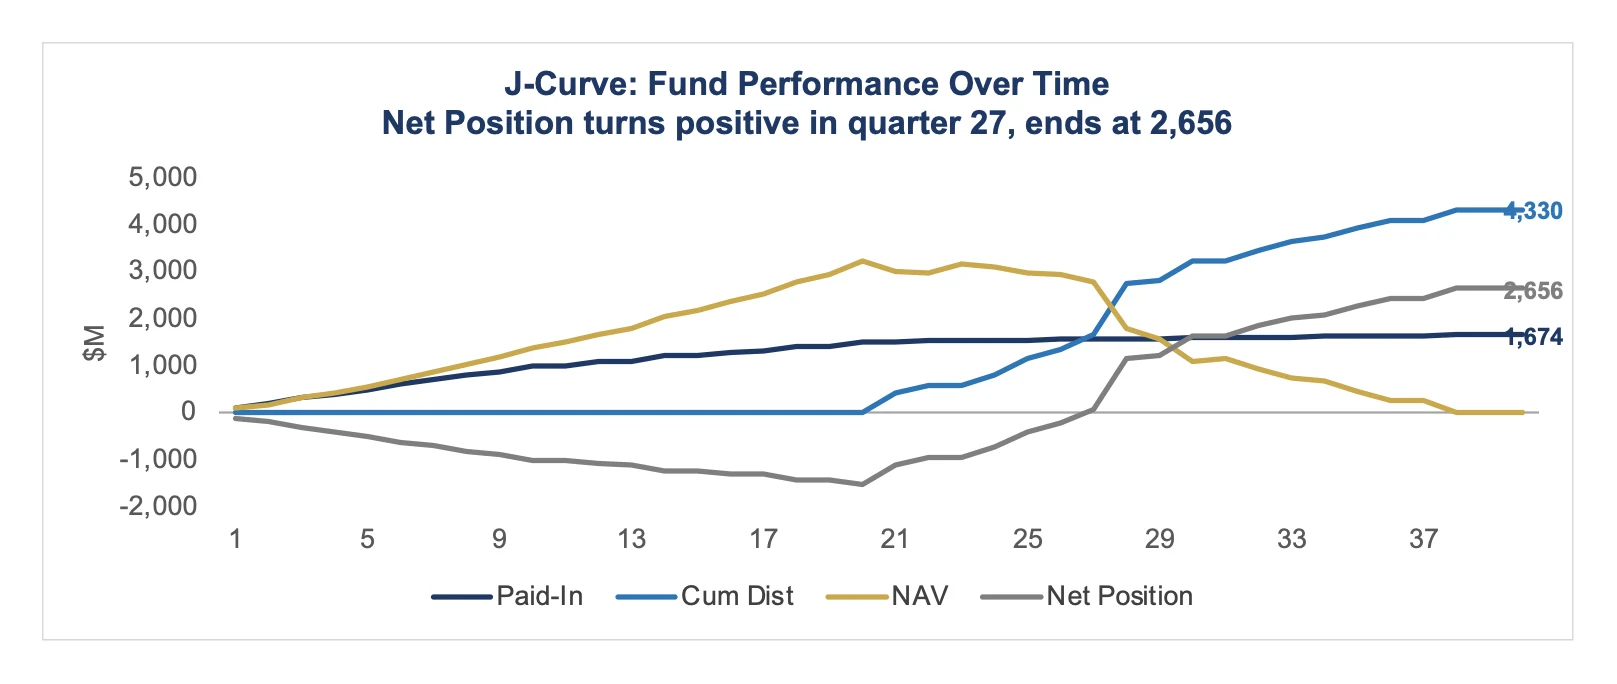 J-Curve: Fund Performance Over Time
Net Position turns positive in quarter 27, ends at 2,656
$M
5,000
4,000
3,000
2,000
1,000
0
-1,000
-2,000
4,330
2,656
1,674
1 5 9 13 17 21 25 29 33 37
Paid-In Cum Dist NAV Net Position